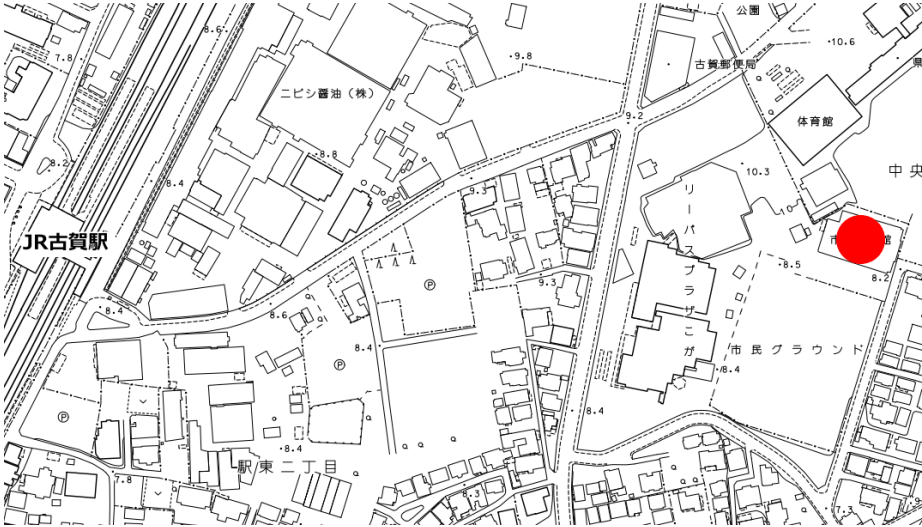 公園
8.6
10.6
7.8
9.8
古賀郵便局
県
ニビシ醤油（株）
9.2
体育館
8.8
8.2
10.3
中央
8.4
9.3
リーパスプラザこが
JR古賀駅
市
館
8.5
8.2
9.3
P
8.4
8.6
8.4
市民グラウンド
P
8.4
8.4
P
8.4
駅東二丁目
7.8
8.3
7.3